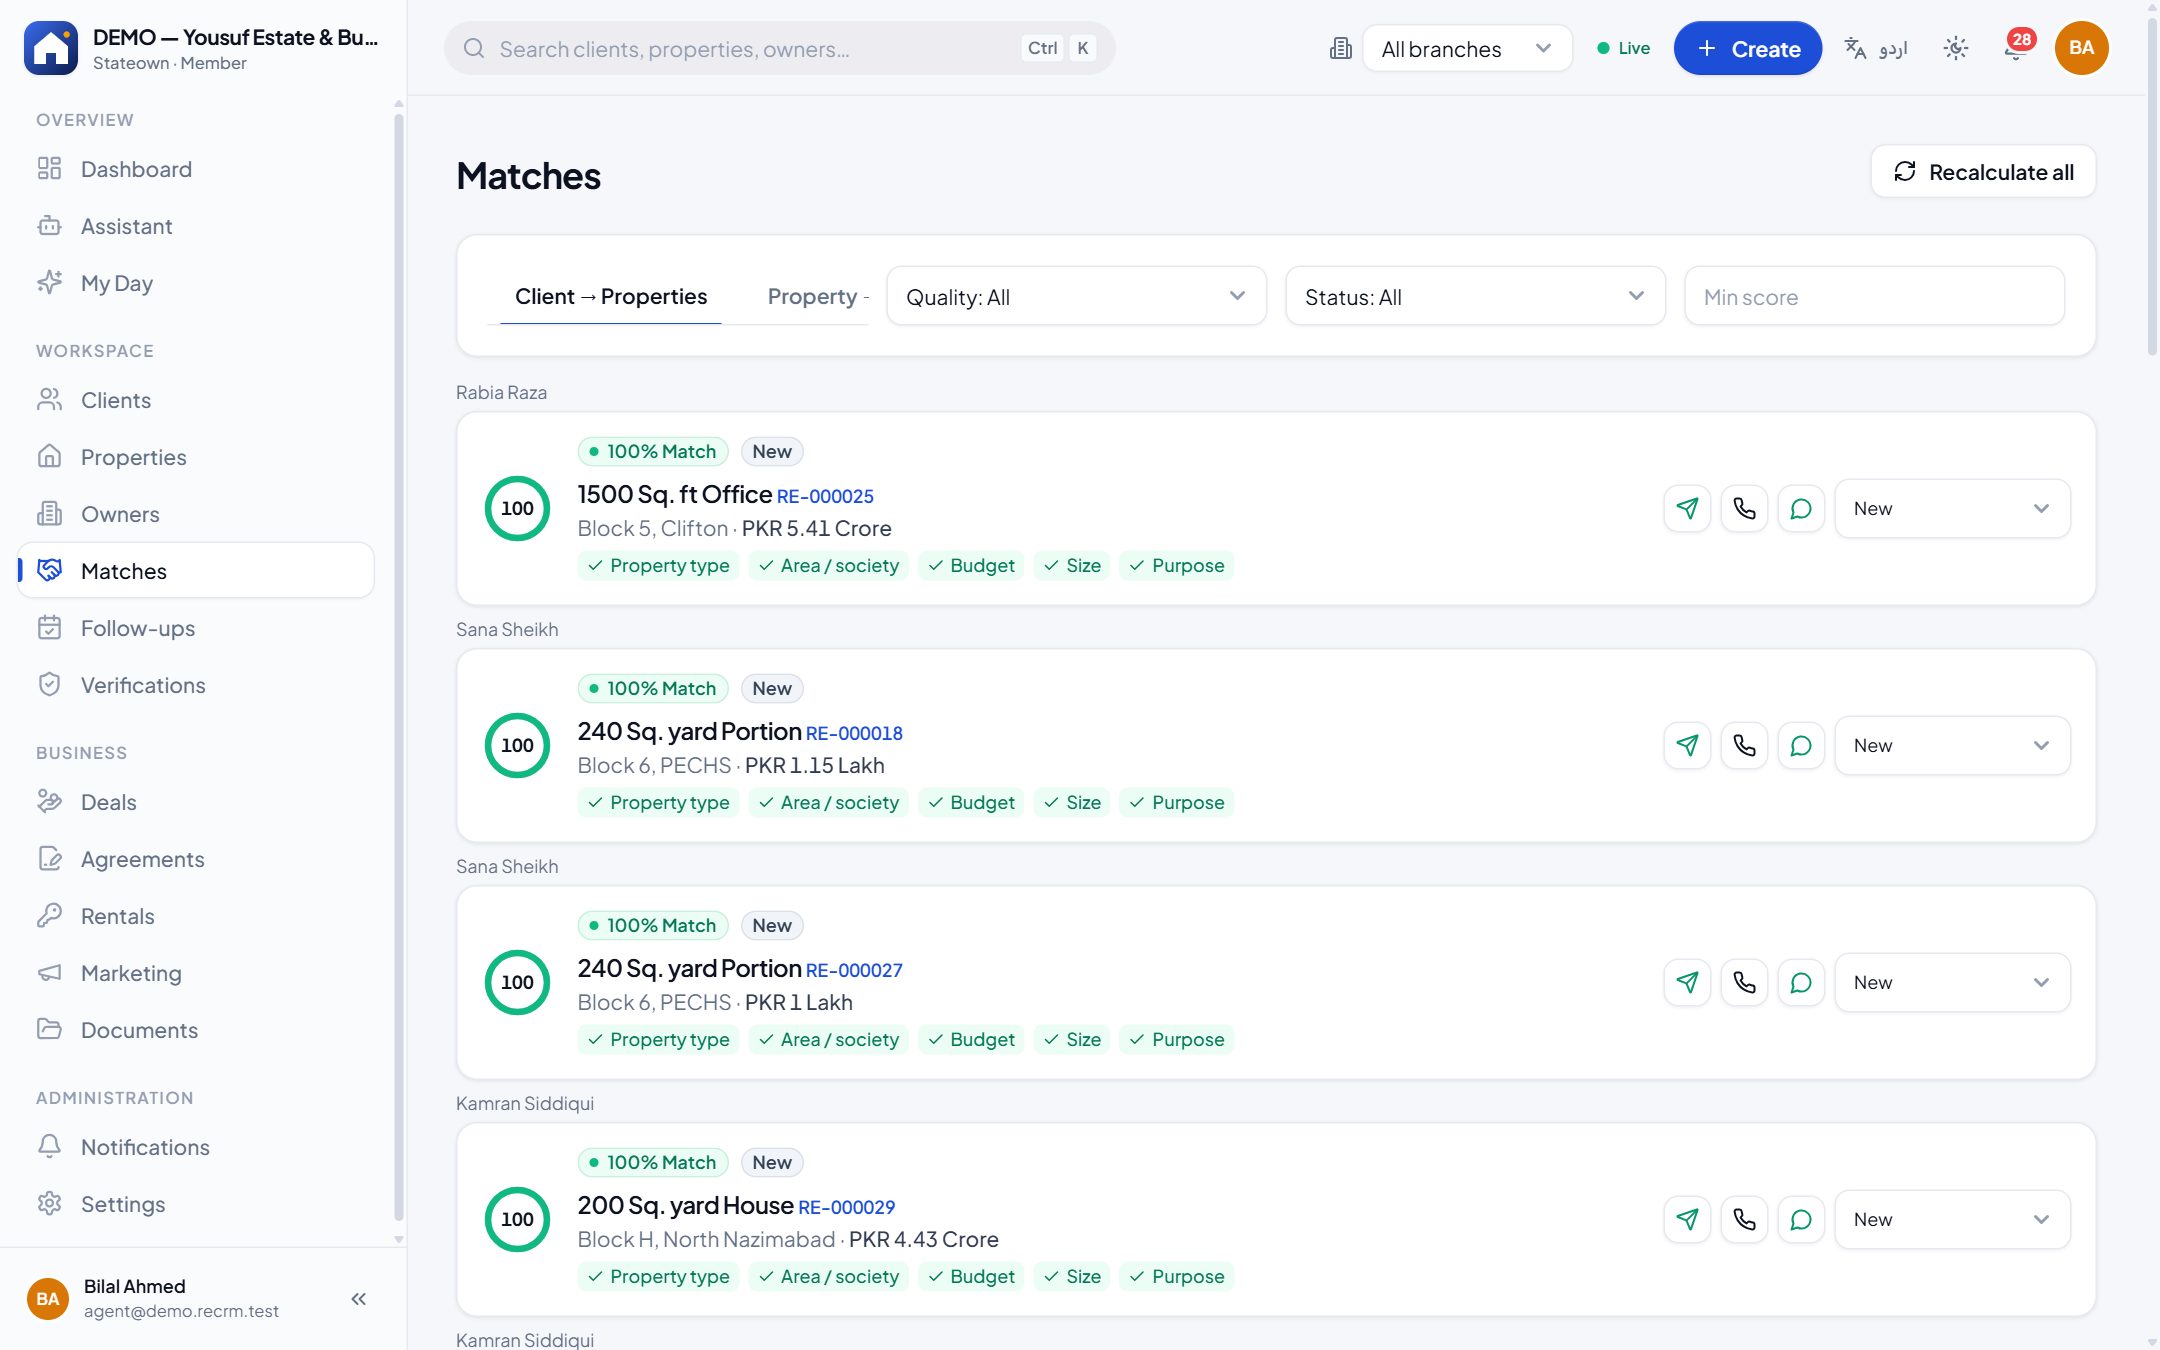 DEMO — Yousuf Estate & Bu...
Stateown · Member
OVERVIEW
Dashboard
Assistant
My Day
WORKSPACE
Clients
Properties
Owners
Matches
Follow-ups
Verifications
BUSINESS
Deals
Agreements
Rentals
Marketing
Documents
ADMINISTRATION
Notifications
Settings
BA
Bilal Ahmed
agent@demo.recrm.test
Search clients, properties, owners...
Ctrl K
All branches
Live
Create
اردو
28
BA
Matches
Recalculate all
Client → Properties
Property -
Quality: All
Status: All
Min score
Rabia Raza
100% Match New
100
1500 Sq. ft Office RE-000025
Block 5, Clifton · PKR 5.41 Crore
Property type Area / society Budget Size Purpose
New
Sana Sheikh
100% Match New
100
240 Sq. yard Portion RE-000018
Block 6, PECHS · PKR 1.15 Lakh
Property type Area / society Budget Size Purpose
New
Sana Sheikh
100% Match New
100
240 Sq. yard Portion RE-000027
Block 6, PECHS · PKR 1 Lakh
Property type Area / society Budget Size Purpose
New
Kamran Siddiqui
100% Match New
100
200 Sq. yard House RE-000029
Block H, North Nazimabad · PKR 4.43 Crore
Property type Area / society Budget Size Purpose
New
Kamran Siddiqui